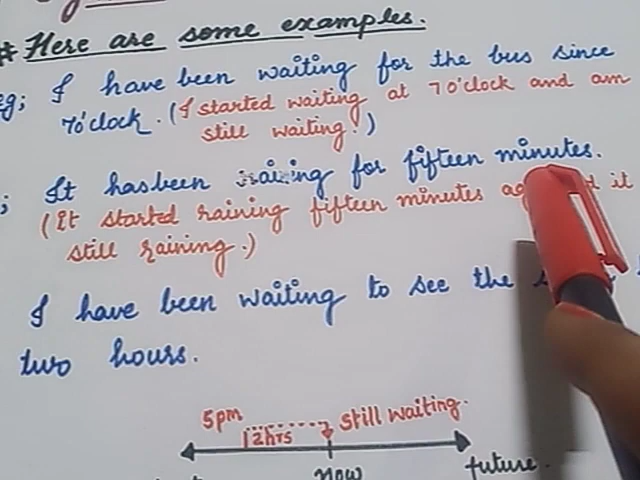 # Here are some examples.
eg; I have been waiting for the bus since
7o'clock. (I started waiting at 7 o'clock and am
still waiting.)
; It hasbeen raining for fifteen minutes.
(It started raining fifteen minutes it
still raining.)
I have been waiting to see the
two hours.
5pm still waiting.
2hrs
now future.